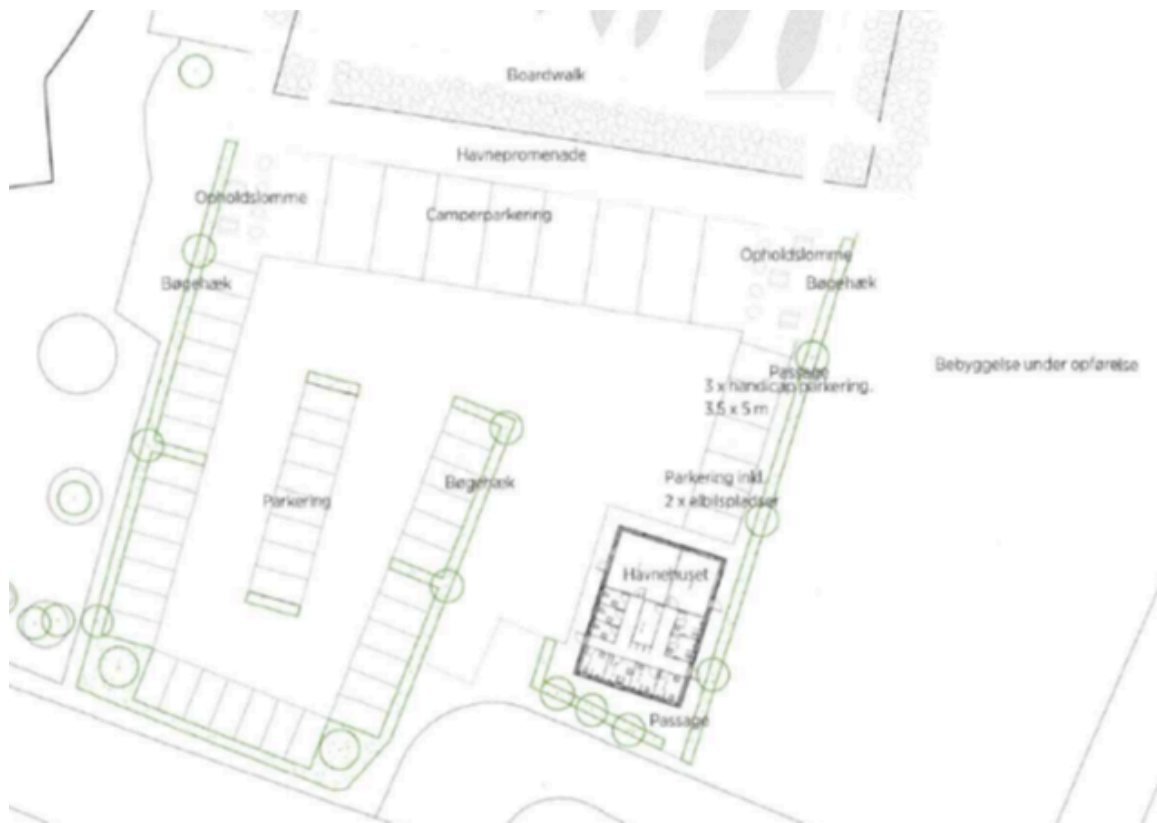 Boardwalk
Havnepromenade
Opholdslomme
Camperparkering
Opholdslomme
Bøgehæk
Bøgehæk
Passage
3 x handicap parkering.
3,5 x 5 m
Bebyggelse under opførelse
Parkering inkl.
2 x elbilspladser
Bøgehæk
Parkering
Havnehuset
Passage